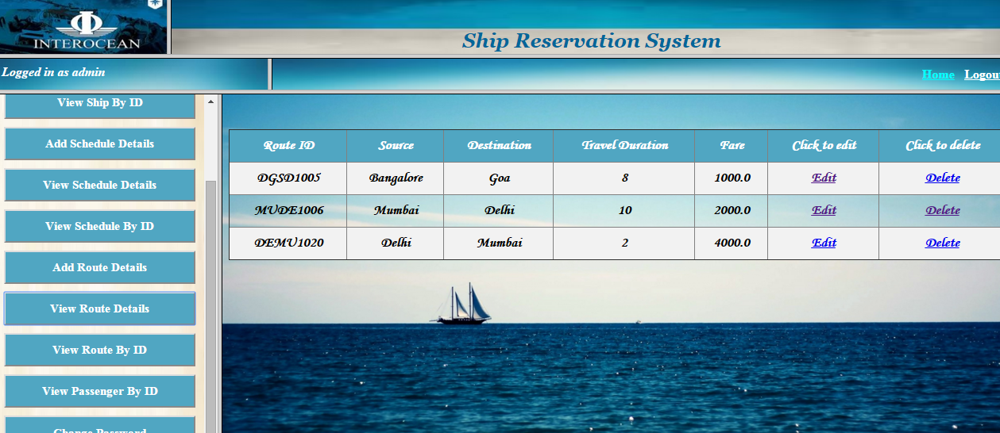 INTEROCEAN
Ship Reservation System
Logged in as admin
Home Logou
View Ship By ID
Add Schedule Details
View Schedule Details
View Schedule By ID
Add Route Details
View Route Details
View Route By ID
View Passenger By ID
Change Password
Route ID Source Destination Travel Duration Fare Click to edit Click to delete
DGSD1005 Bangalore Goa 8 1000.0 Edit Delete
MUDE1006 Mumbai Delhi 10 2000.0 Edit Delete
DEMU1020 Delhi Mumbai 2 4000.0 Edit Delete